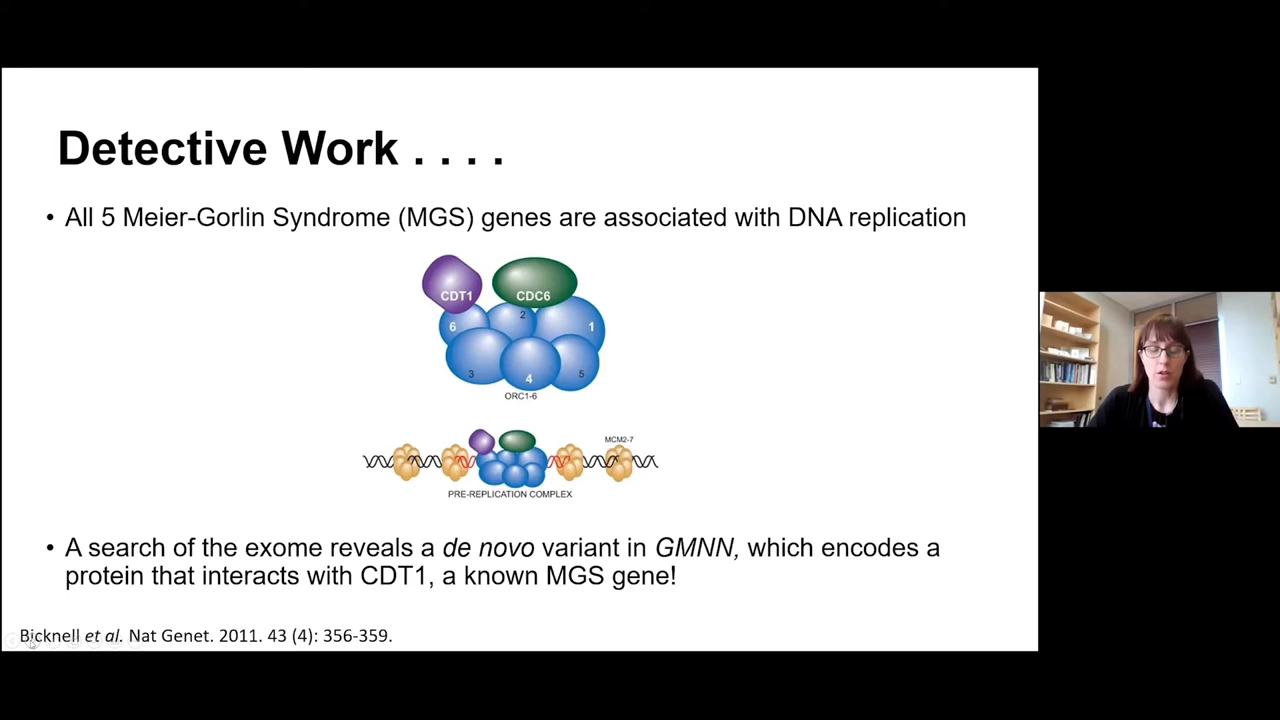 Detective Work . . . .
• All 5 Meier-Gorlin Syndrome (MGS) genes are associated with DNA replication
CDT1
CDC6
6
2
1
3
4
5
ORC1-6
MCM2-7
PRE-REPLICATION COMPLEX
• A search of the exome reveals a de novo variant in GMNN, which encodes a
protein that interacts with CDT1, a known MGS gene!
Bicknell et al. Nat Genet. 2011. 43 (4): 356-359.